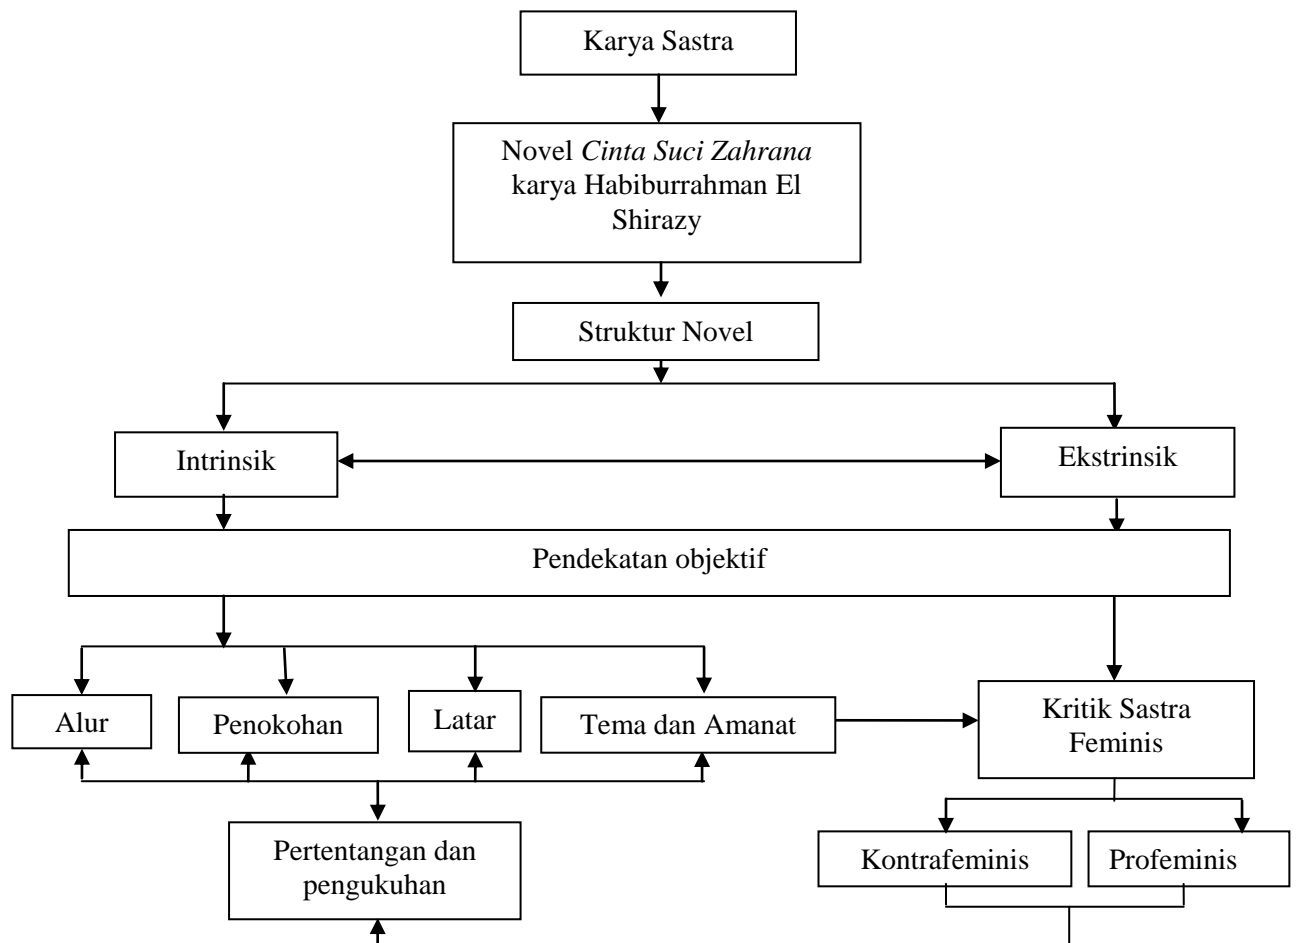 Karya Sastra
Novel Cinta Suci Zahrana
karya Habiburrahman El
Shirazy
Struktur Novel
Intrinsik
Ekstrinsik
Pendekatan objektif
Alur
Penokohan
Latar
Tema dan Amanat
Kritik Sastra
Feminis
Pertentangan dan
pengukuhan
Kontrafeminis
Profeminis